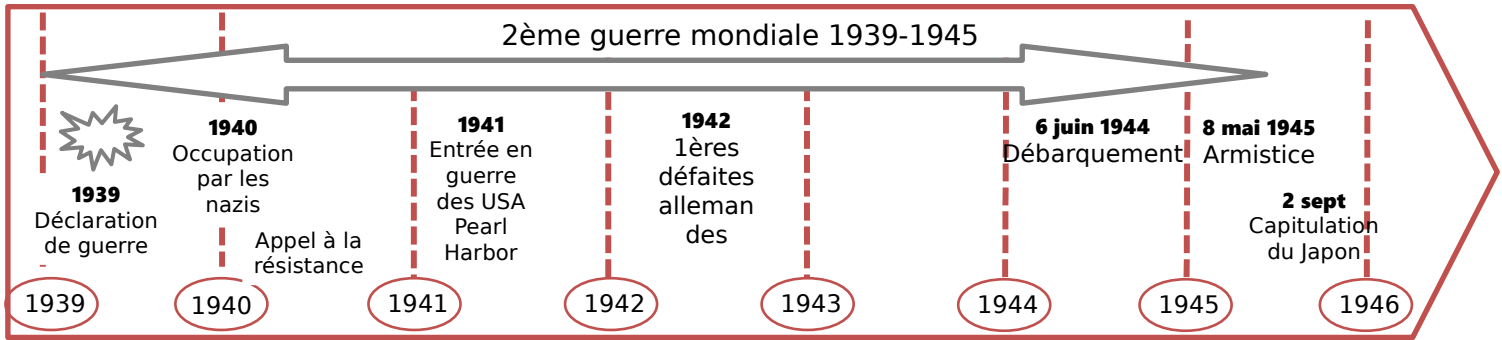 2ème guerre mondiale 1939-1945
1939
Déclaration
de guerre
1940
Occupation
par les
nazis
Appel à la
résistance
1941
Entrée en
guerre
des USA
Pearl
Harbor
1942
1ères
défaites
alleman
des
6 juin 1944
Débarquement
8 mai 1945
Armistice
2 sept
Capitulation
du Japon
1939
1940
1941
1942
1943
1944
1945
1946